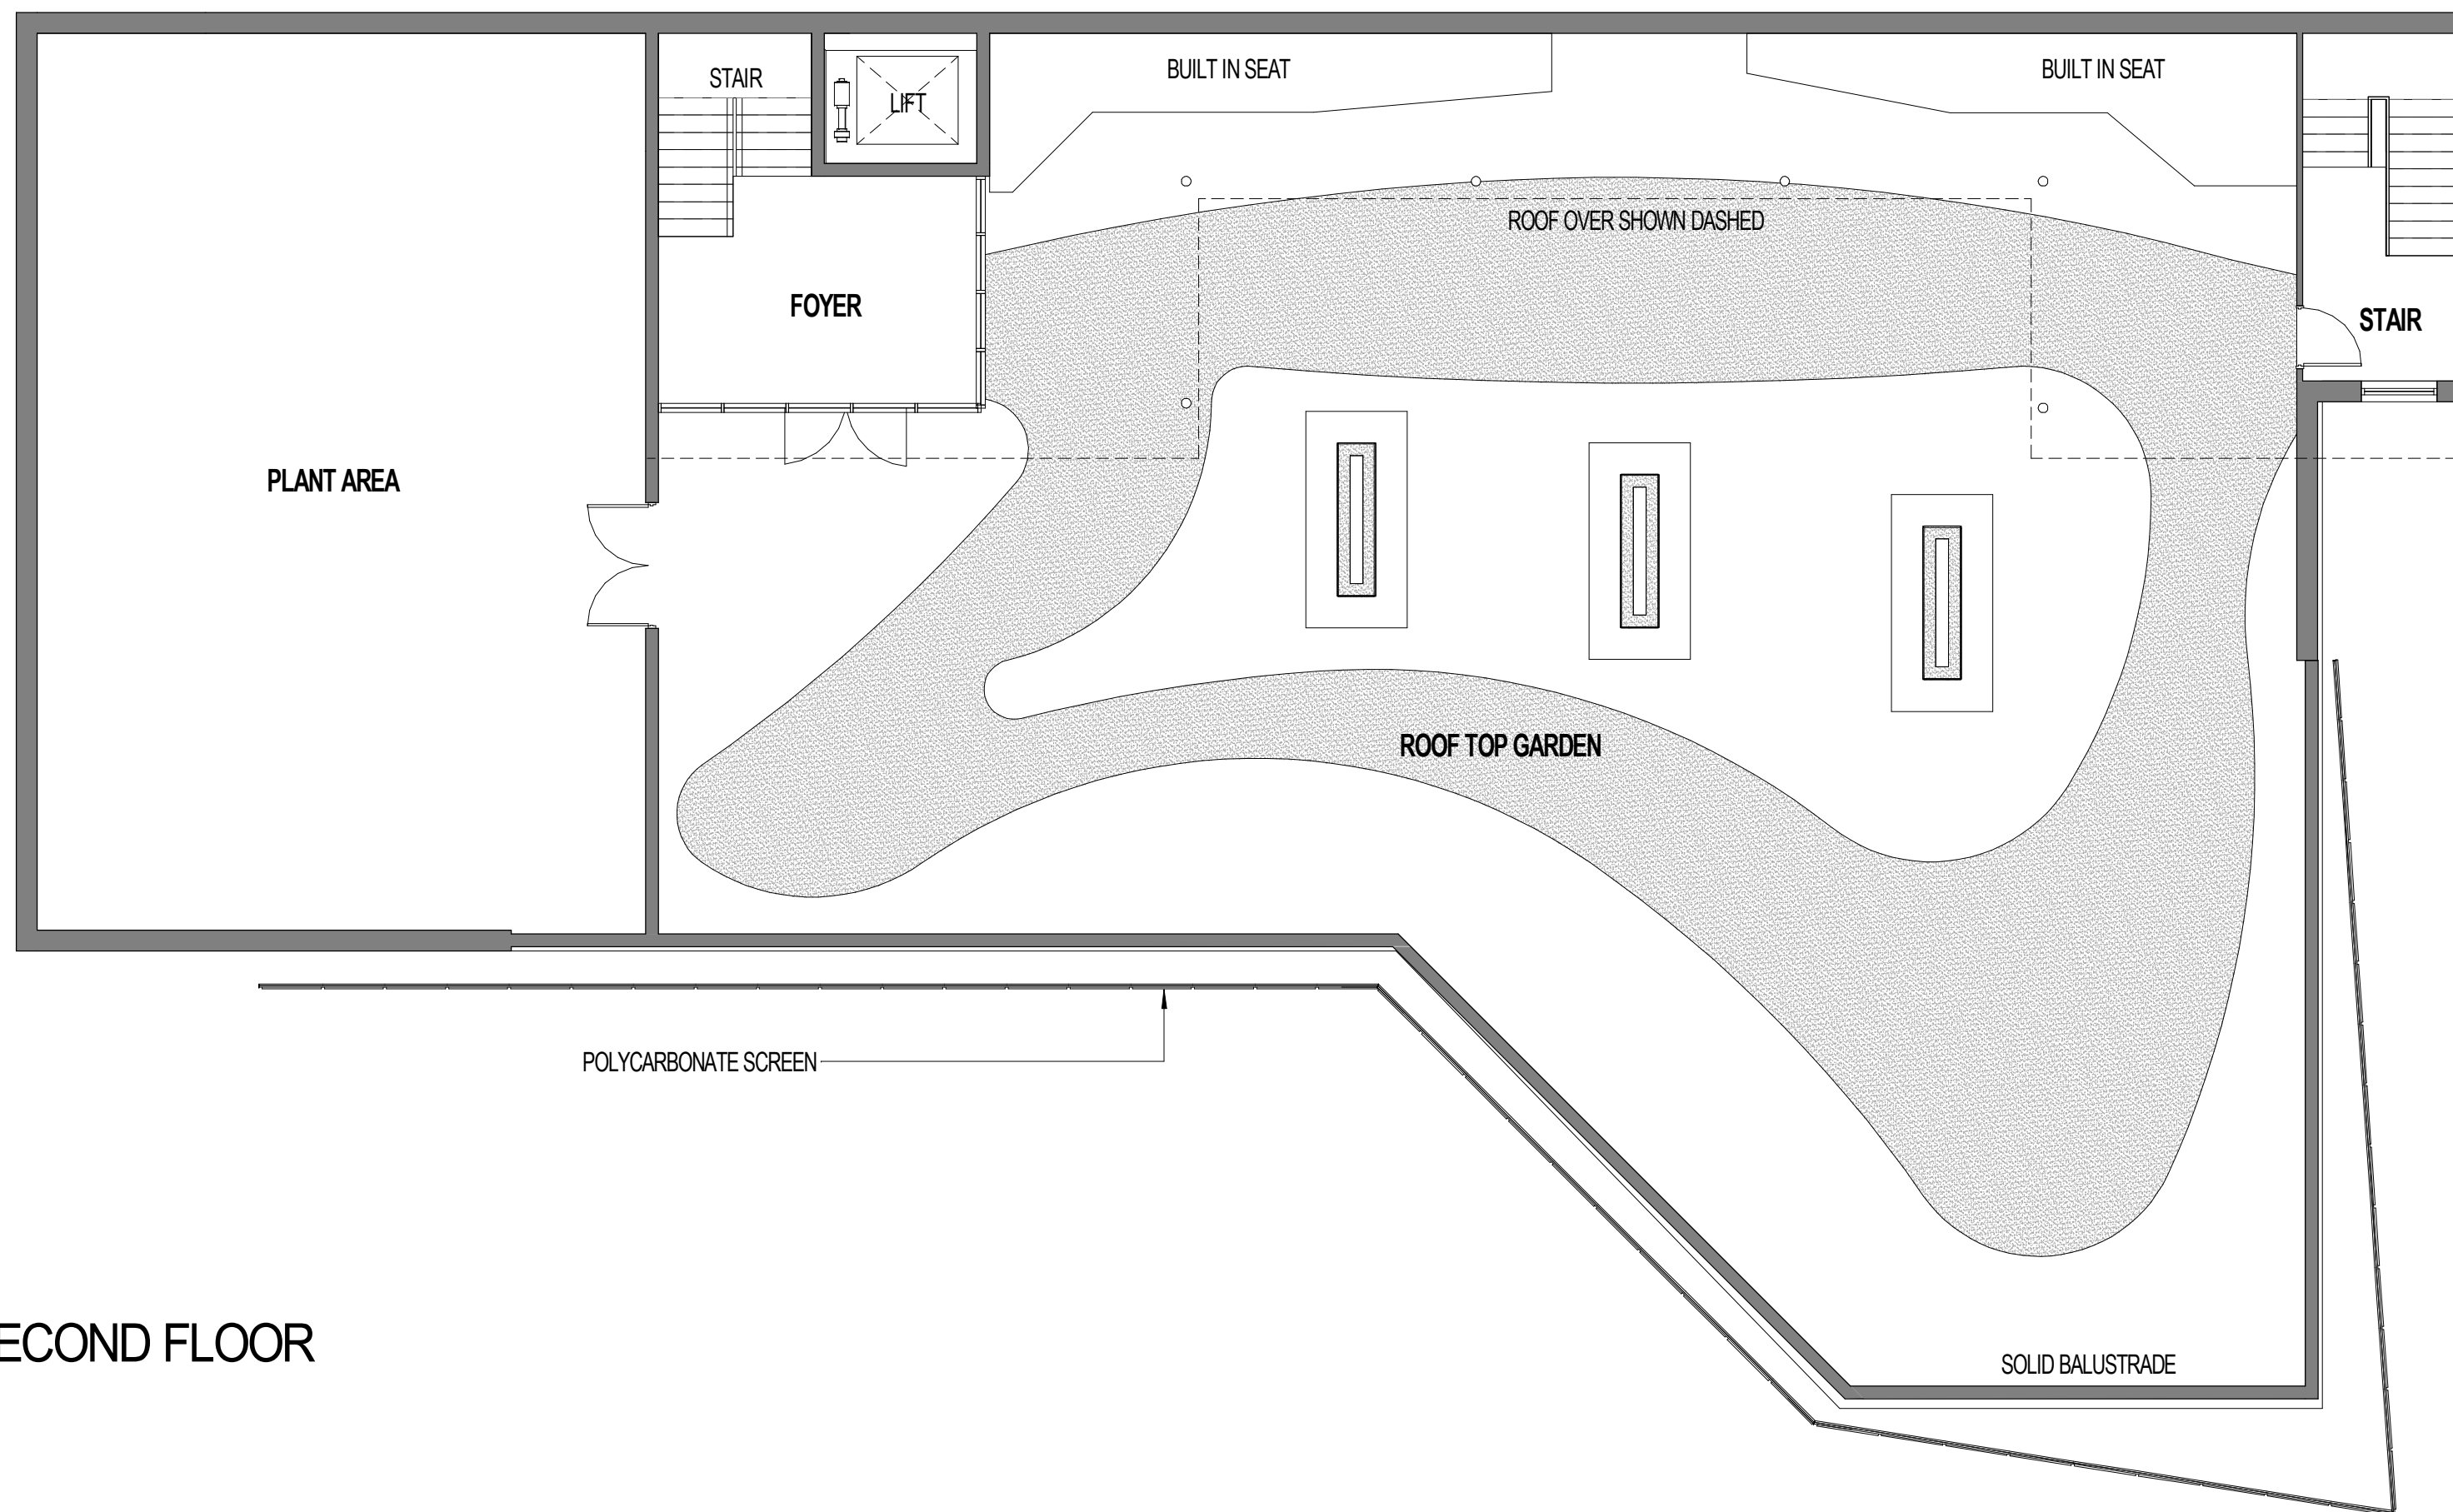 BUILT IN SEAT
BUILT IN SEAT
STAIR
LIFT
ROOF OVER SHOWN DASHED
FOYER
STAIR
PLANT AREA
ROOF TOP GARDEN
POLYCARBONATE SCREEN
ECOND FLOOR
SOLID BALUSTRADE